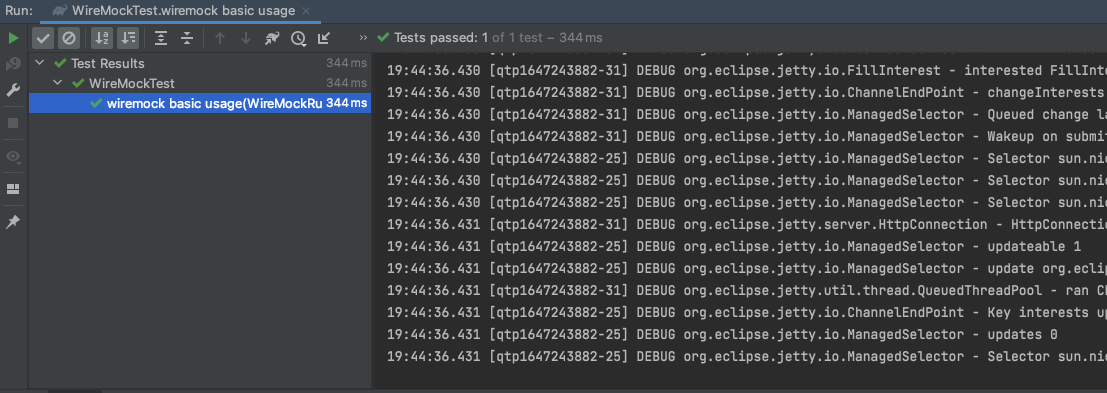 Run: WireMockTest.wiremock basic usage
Tests passed: 1 of 1 test – 344 ms
Test Results 344 ms
WireMockTest 344 ms
wiremock basic usage(WireMockRu 344 ms
19:44:36.430 [qtp1647243882-31] DEBUG org.eclipse.jetty.io.FillInterest - interested FillInte
19:44:36.430 [qtp1647243882-31] DEBUG org.eclipse.jetty.io.ChannelEndPoint - changeInterests
19:44:36.430 [qtp1647243882-31] DEBUG org.eclipse.jetty.io.ManagedSelector - Queued change la
19:44:36.430 [qtp1647243882-31] DEBUG org.eclipse.jetty.io.ManagedSelector - Wakeup on submit
19:44:36.430 [qtp1647243882-25] DEBUG org.eclipse.jetty.io.ManagedSelector - Selector sun.nio
19:44:36.430 [qtp1647243882-25] DEBUG org.eclipse.jetty.io.ManagedSelector - Selector sun.nio
19:44:36.430 [qtp1647243882-25] DEBUG org.eclipse.jetty.io.ManagedSelector - Selector sun.nio
19:44:36.431 [qtp1647243882-31] DEBUG org.eclipse.jetty.server.HttpConnection - HttpConnectio
19:44:36.431 [qtp1647243882-25] DEBUG org.eclipse.jetty.io.ManagedSelector - updateable 1
19:44:36.431 [qtp1647243882-25] DEBUG org.eclipse.jetty.io.ManagedSelector - update org.eclip
19:44:36.431 [qtp1647243882-31] DEBUG org.eclipse.jetty.util.thread.QueuedThreadPool - ran Ch
19:44:36.431 [qtp1647243882-25] DEBUG org.eclipse.jetty.io.ChannelEndPoint - Key interests up
19:44:36.431 [qtp1647243882-25] DEBUG org.eclipse.jetty.io.ManagedSelector - updates 0
19:44:36.431 [qtp1647243882-25] DEBUG org.eclipse.jetty.io.ManagedSelector - Selector sun.nio